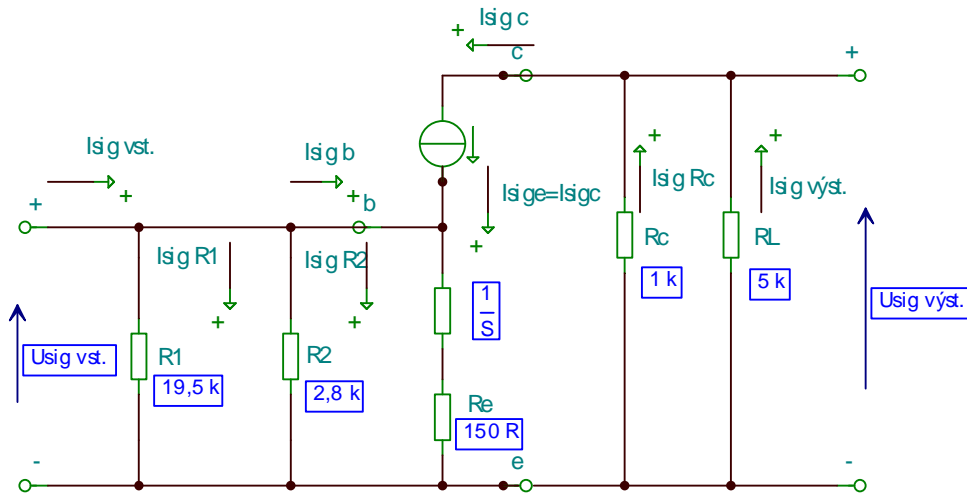 Isig c
+
c
+
Isig vst.
+
Isig b
+
b
+
Isige=Isigc
+
+
Isig Rc
+
Isig výst.
Isig R1
+
Isig R2
+
Rc
1 k
RL
5 k
Usig výst.
1
S
Usig vst.
R1
19,5 k
R2
2,8 k
Re
150 R
-
e
-